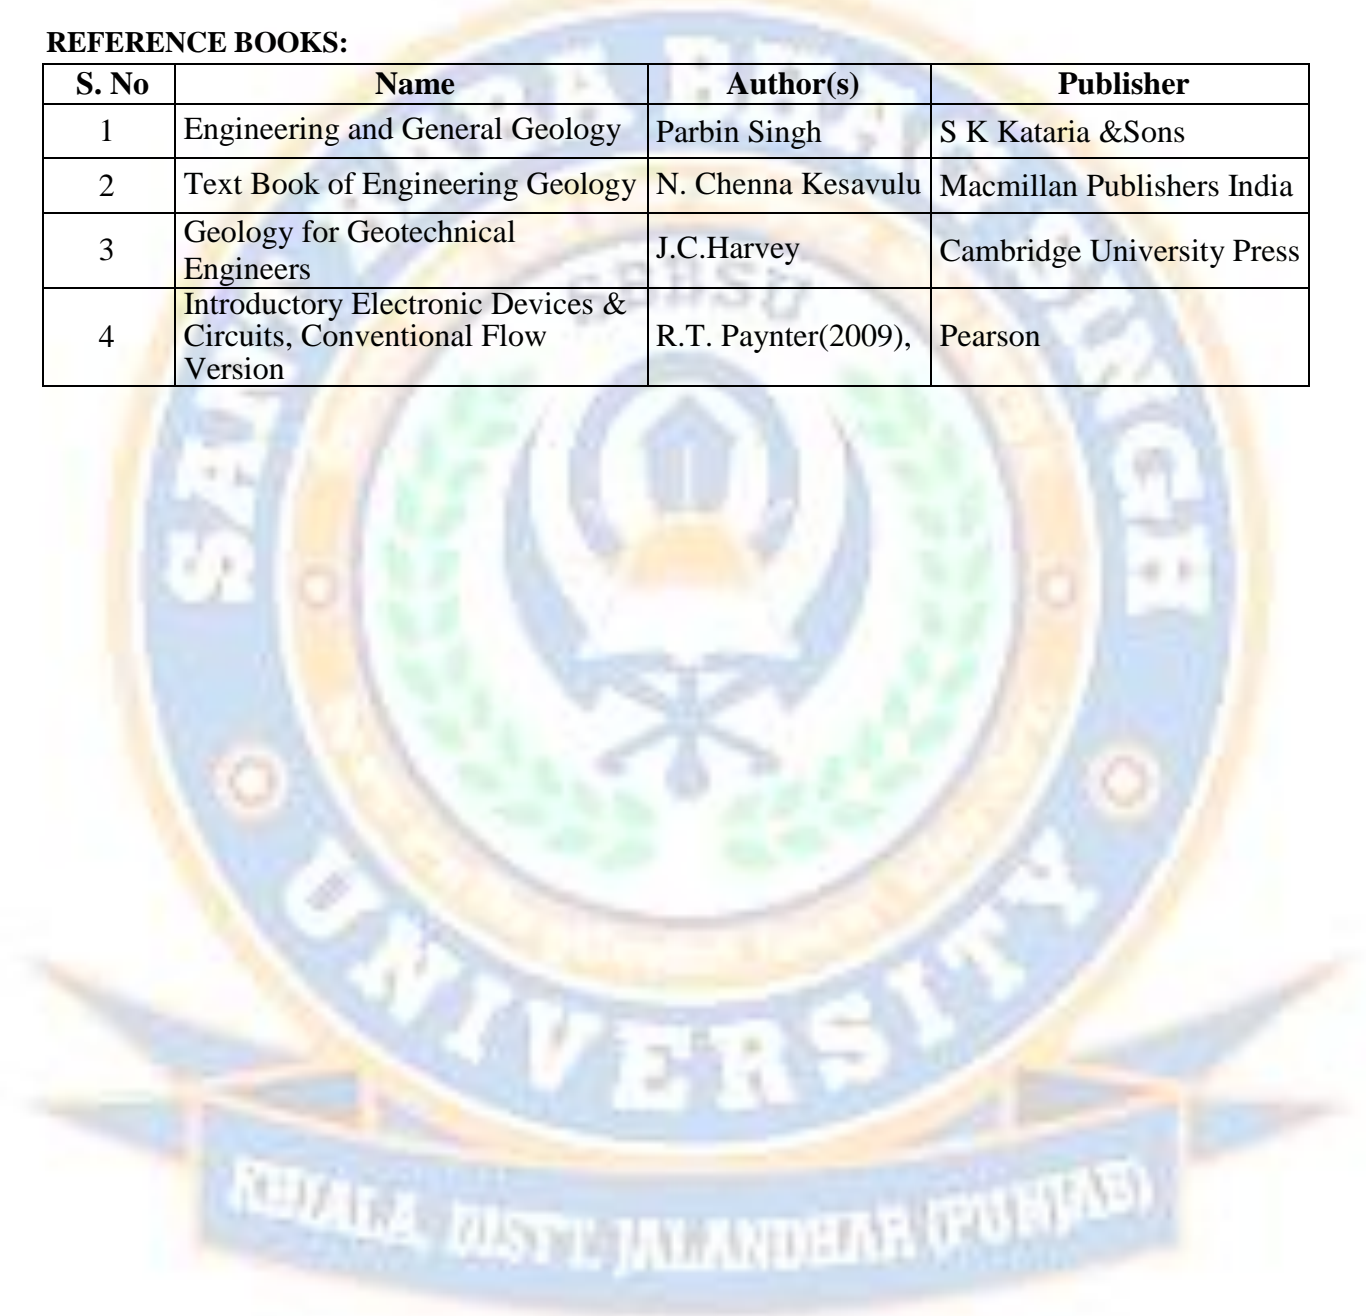 REFERENCE BOOKS:
S. No Name Author(s) Publisher
1 Engineering and General Geology Parbin Singh S K Kataria &Sons
2 Text Book of Engineering Geology N. Chenna Kesavulu Macmillan Publishers India
3 Geology for Geotechnical
Engineers J.C.Harvey Cambridge University Press
4 Introductory Electronic Devices &
Circuits, Conventional Flow
Version R.T. Paynter(2009), Pearson
SBBSU
UNIVERSITY
DISTT. JALANDHAR (PUNJAB)